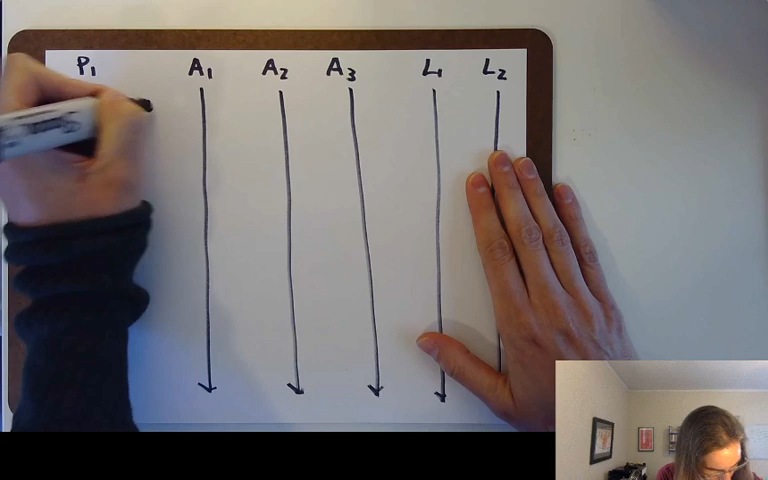 P₁ A₁ A₂ A₃ L₁ L₂